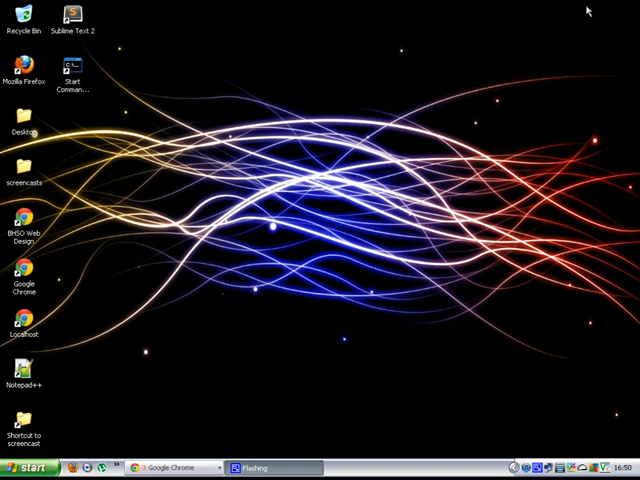 Recycle Bin
Sublime Text 2
Mozilla Firefox
Start
Comman...
Desktop
screencasts
BHSO Web
Design
Google
Chrome
Localhost
Notepad++
Shortcut to
screencast
start
»
3 Google Chrome
Flashing
16:50